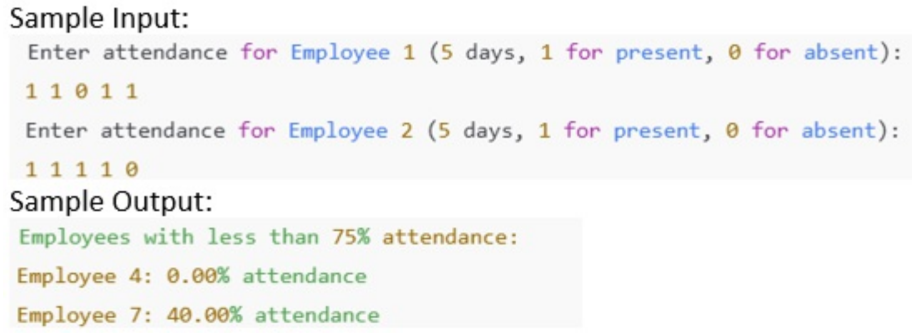 Sample Input:
Enter attendance for Employee 1 (5 days, 1 for present, 0 for absent):
1 1 0 1 1
Enter attendance for Employee 2 (5 days, 1 for present, 0 for absent):
1 1 1 1 0
Sample Output:
Employees with less than 75% attendance:
Employee 4: 0.00% attendance
Employee 7: 40.00% attendance